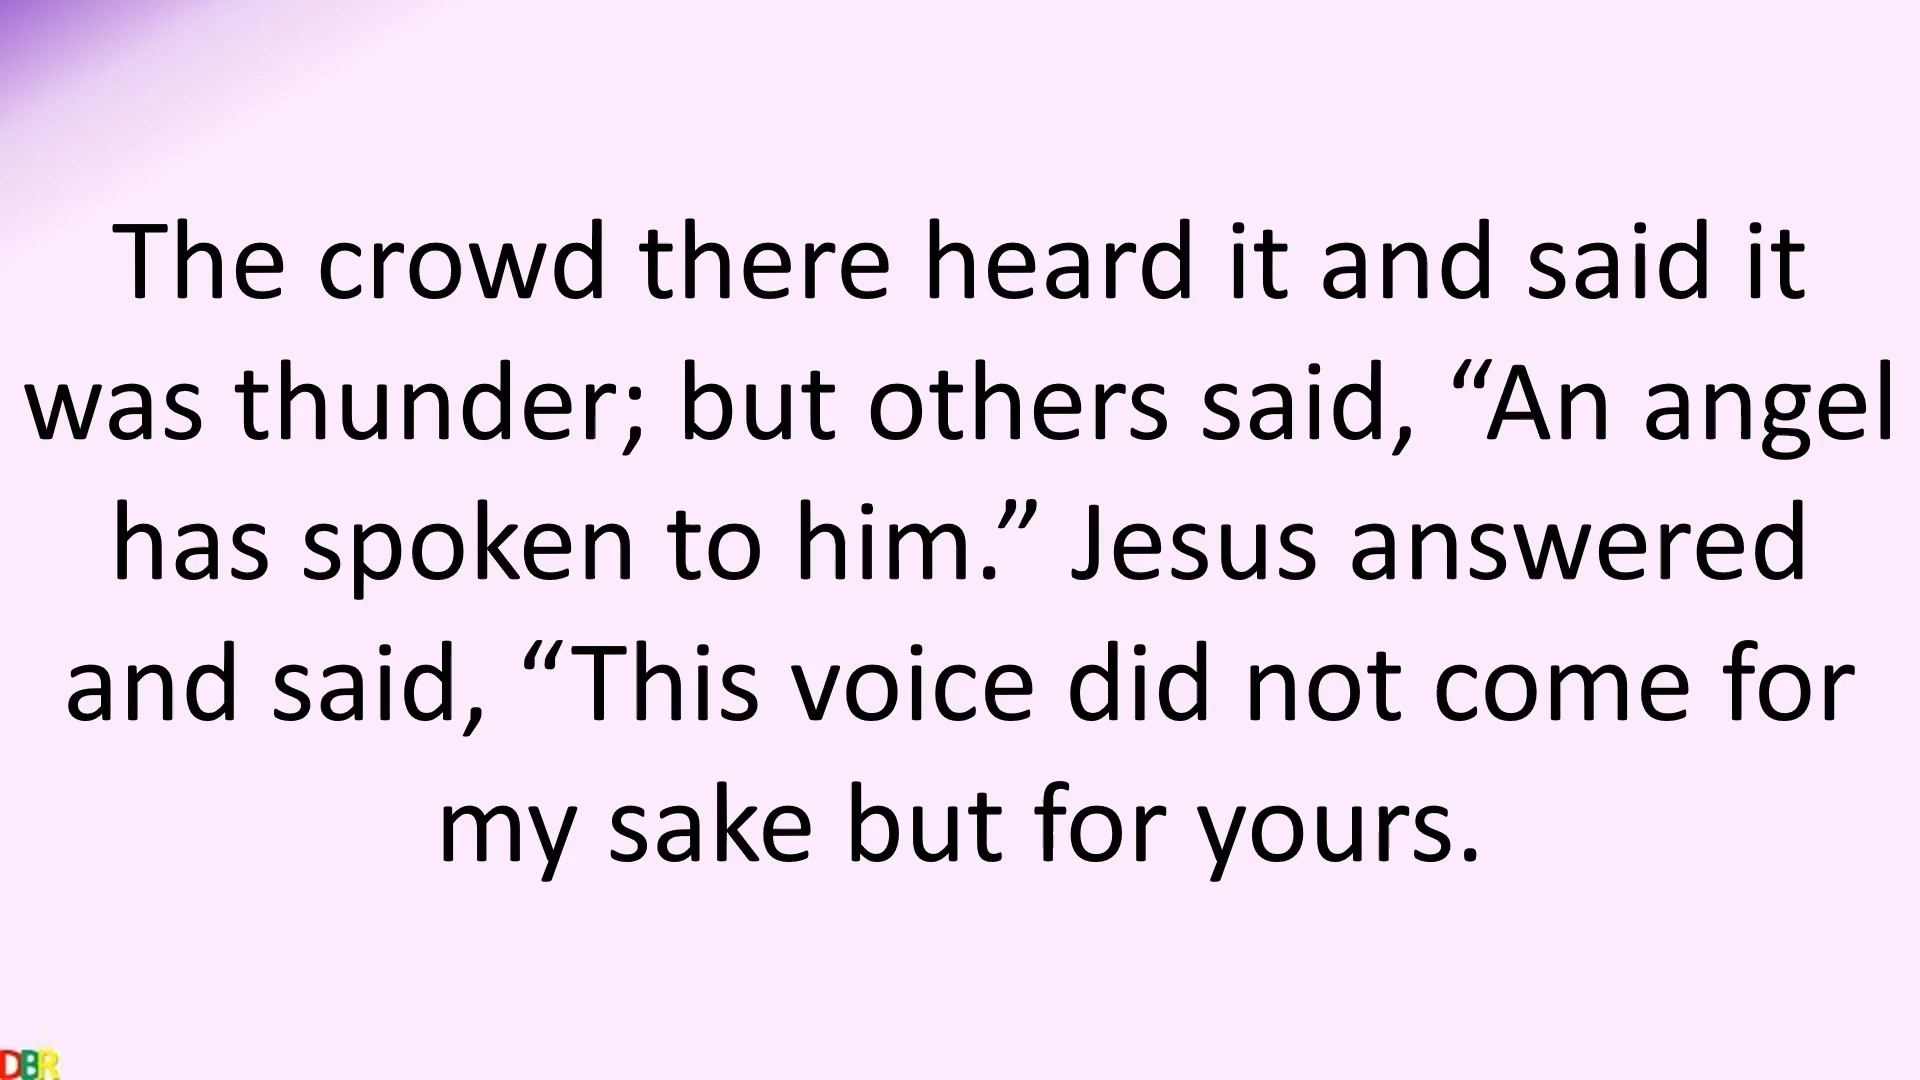 The crowd there heard it and said it
was thunder; but others said, “An angel
has spoken to him.” Jesus answered
and said, “This voice did not come for
my sake but for yours.
DBR